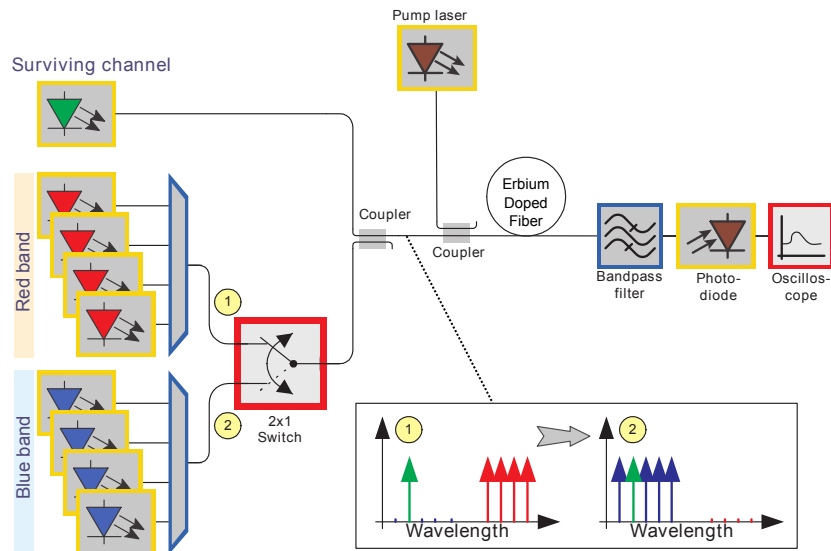 Pump laser
Surviving channel
Erbium
Doped
Fiber
Red band
Coupler
Coupler
Bandpass
filter
Photo-
diode
Oscillos-
cope
1
2
2x1
Switch
Blue band
1
2
Wavelength
Wavelength